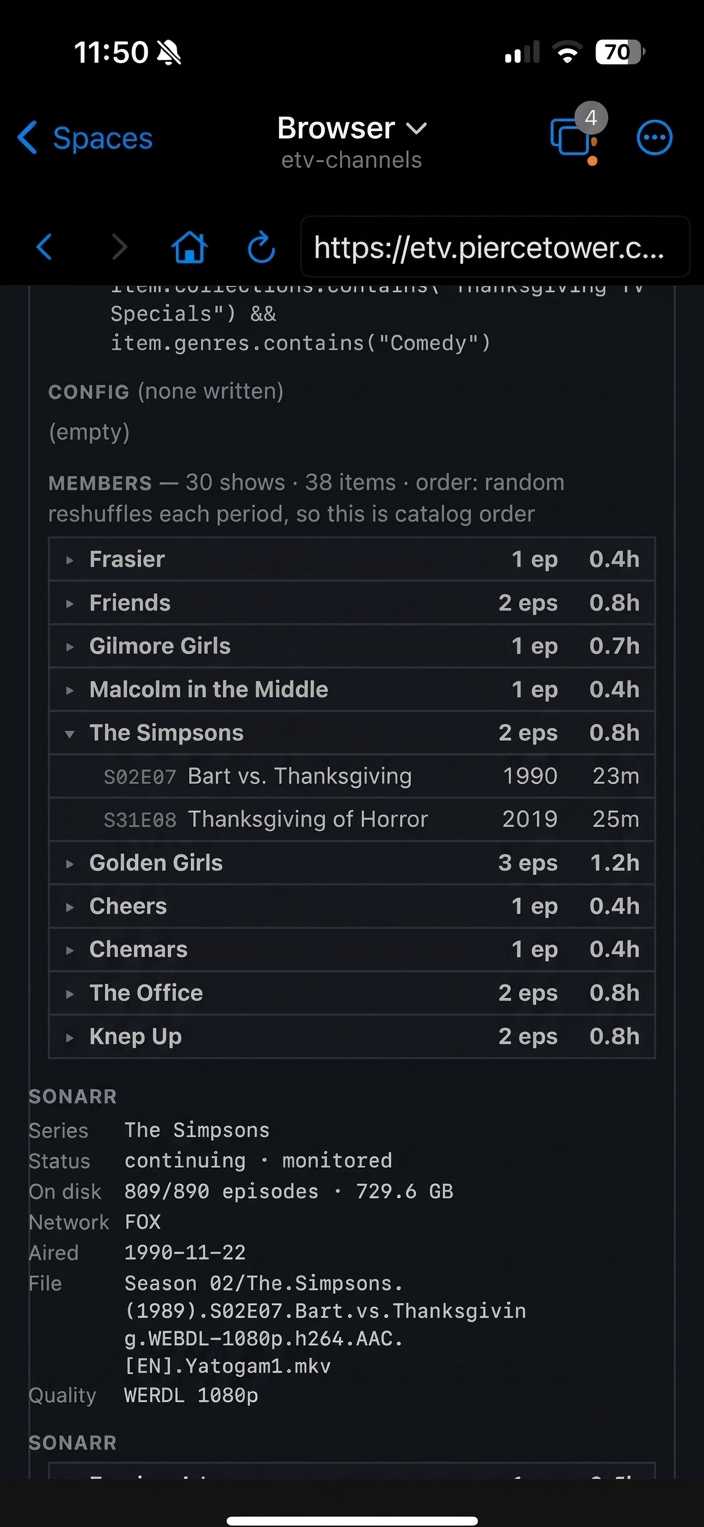 11:50
70
Spaces
Browser
etv-channels
4
https://etv.piercetower.c...
item.collections.contains("Thanksgiving TV
Specials") &&
item.genres.contains("Comedy")
CONFIG (none written)
(empty)
MEMBERS — 30 shows · 38 items · order: random
reshuffles each period, so this is catalog order
Frasier 1 ep 0.4h
Friends 2 eps 0.8h
Gilmore Girls 1 ep 0.7h
Malcolm in the Middle 1 ep 0.4h
The Simpsons 2 eps 0.8h
S02E07 Bart vs. Thanksgiving 1990 23m
S31E08 Thanksgiving of Horror 2019 25m
Golden Girls 3 eps 1.2h
Cheers 1 ep 0.4h
Chemars 1 ep 0.4h
The Office 2 eps 0.8h
Knep Up 2 eps 0.8h
SONARR
Series The Simpsons
Status continuing · monitored
On disk 809/890 episodes · 729.6 GB
Network FOX
Aired 1990-11-22
File Season 02/The.Simpsons.
(1989).S02E07.Bart.vs.Thanksgivin
g.WEBDL-1080p.h264.AAC.
[EN].Yatogam1.mkv
Quality WERDL 1080p
SONARR